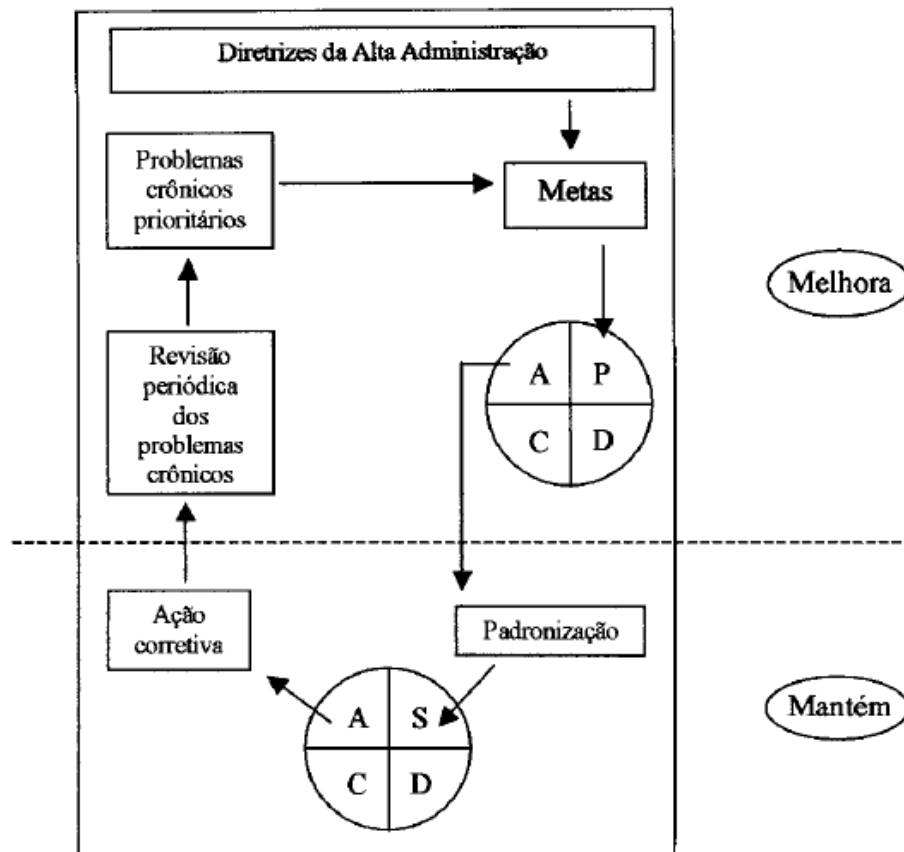 Diretrizes da Alta Administração
Problemas
crônicos
prioritários
Metas
Melhora
Revisão
periódica
dos
problemas
crônicos
A P
C D
Ação
corretiva
Padronização
A S
C D
Mantém